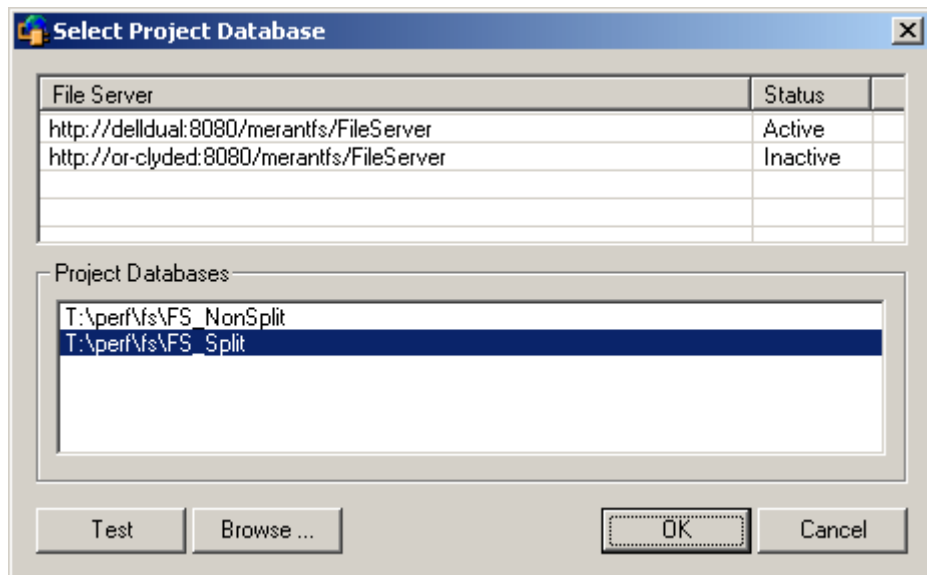 Select Project Database
File Server Status
http://delldual:8080/merantfs/FileServer Active
http://or-clyded:8080/merantfs/FileServer Inactive
Project Databases
T:\perf\fs\FS_NonSplit
T:\perf\fs\FS_Split
Test Browse ... OK Cancel